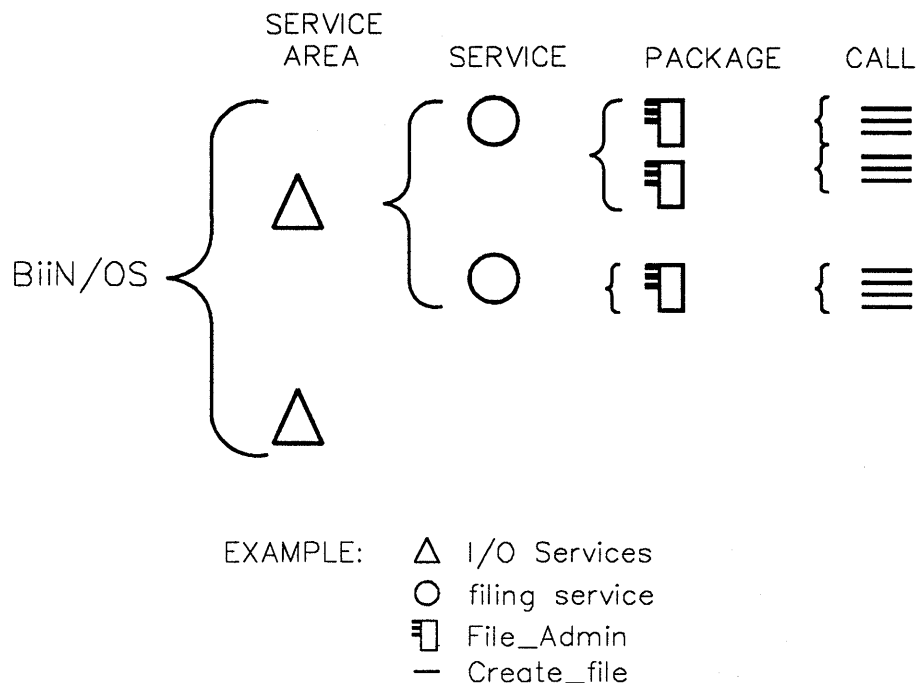 SERVICE
AREA SERVICE PACKAGE CALL
BiiN/OS
EXAMPLE: I/O Services
filing service
File_Admin
Create_file